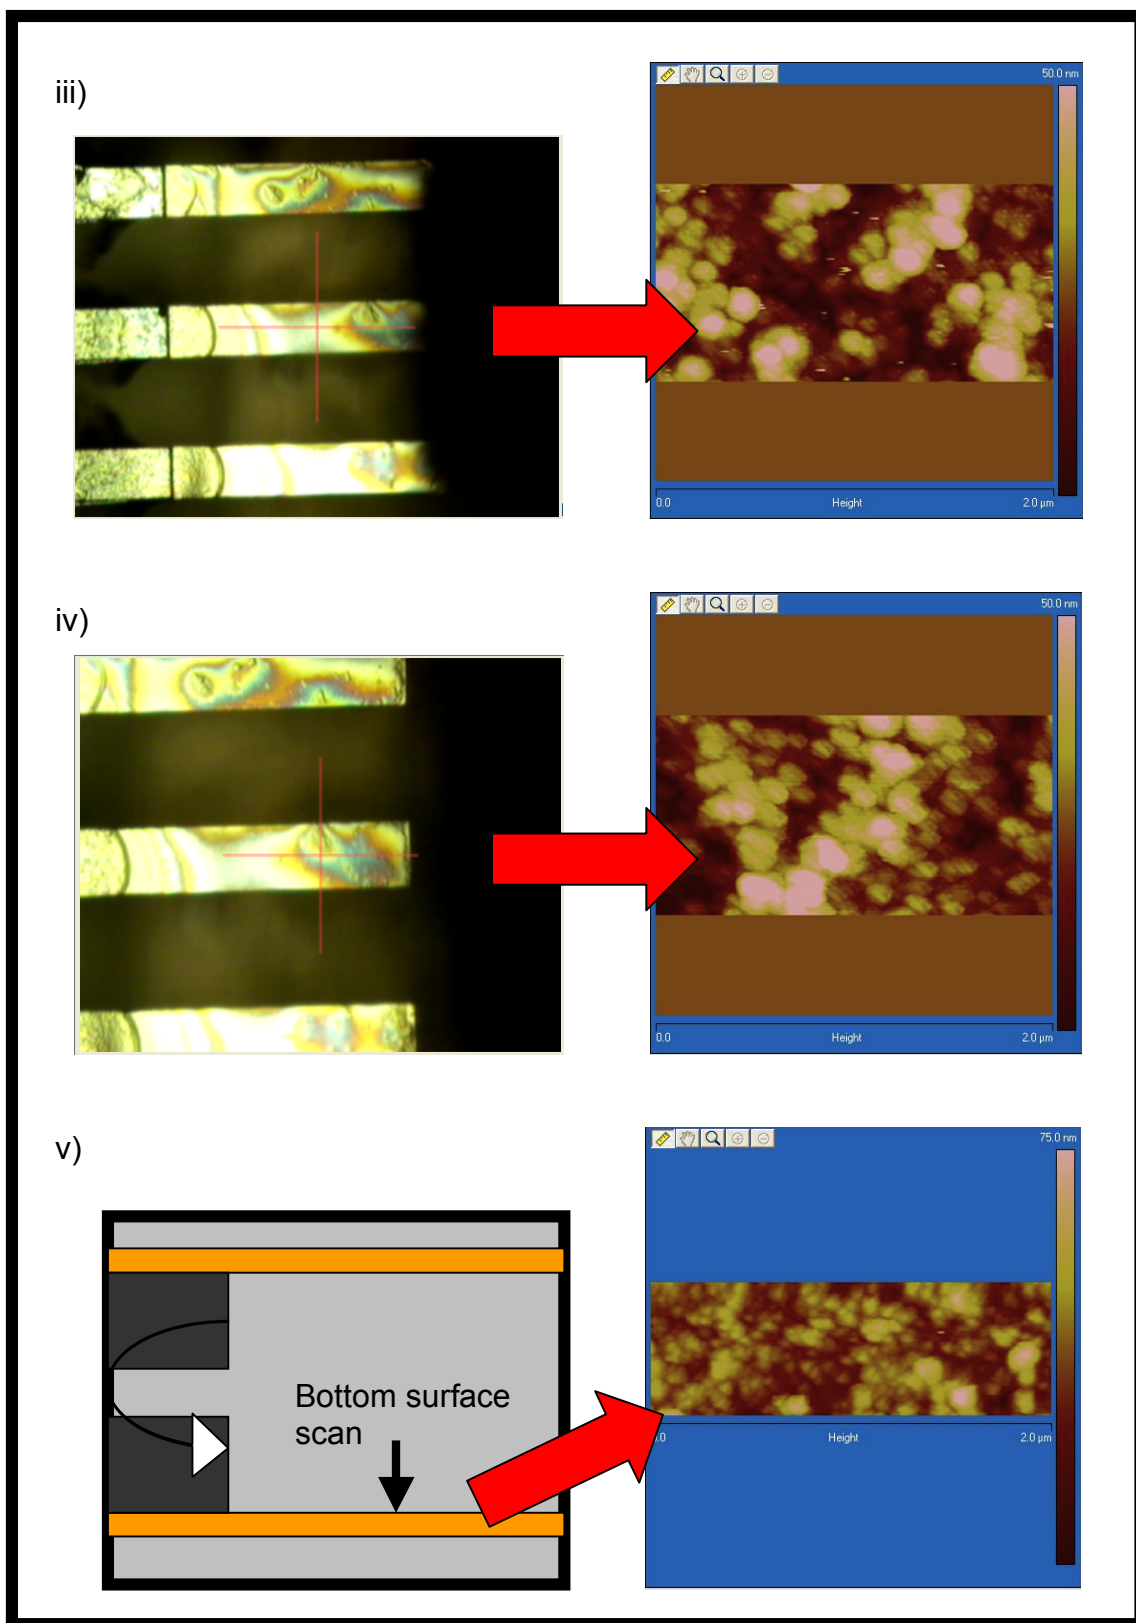 iii)
50.0 nm
0.0 Height 2.0 µm
iv)
50.0 nm
0.0 Height 2.0 µm
v)
75.0 nm
Bottom surface
scan
.0 Height 2.0 µm